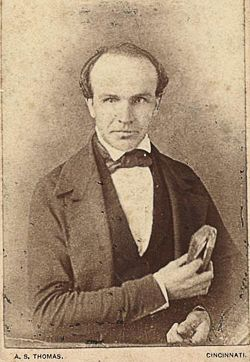 A. S. THOMAS. CINCINNATI.